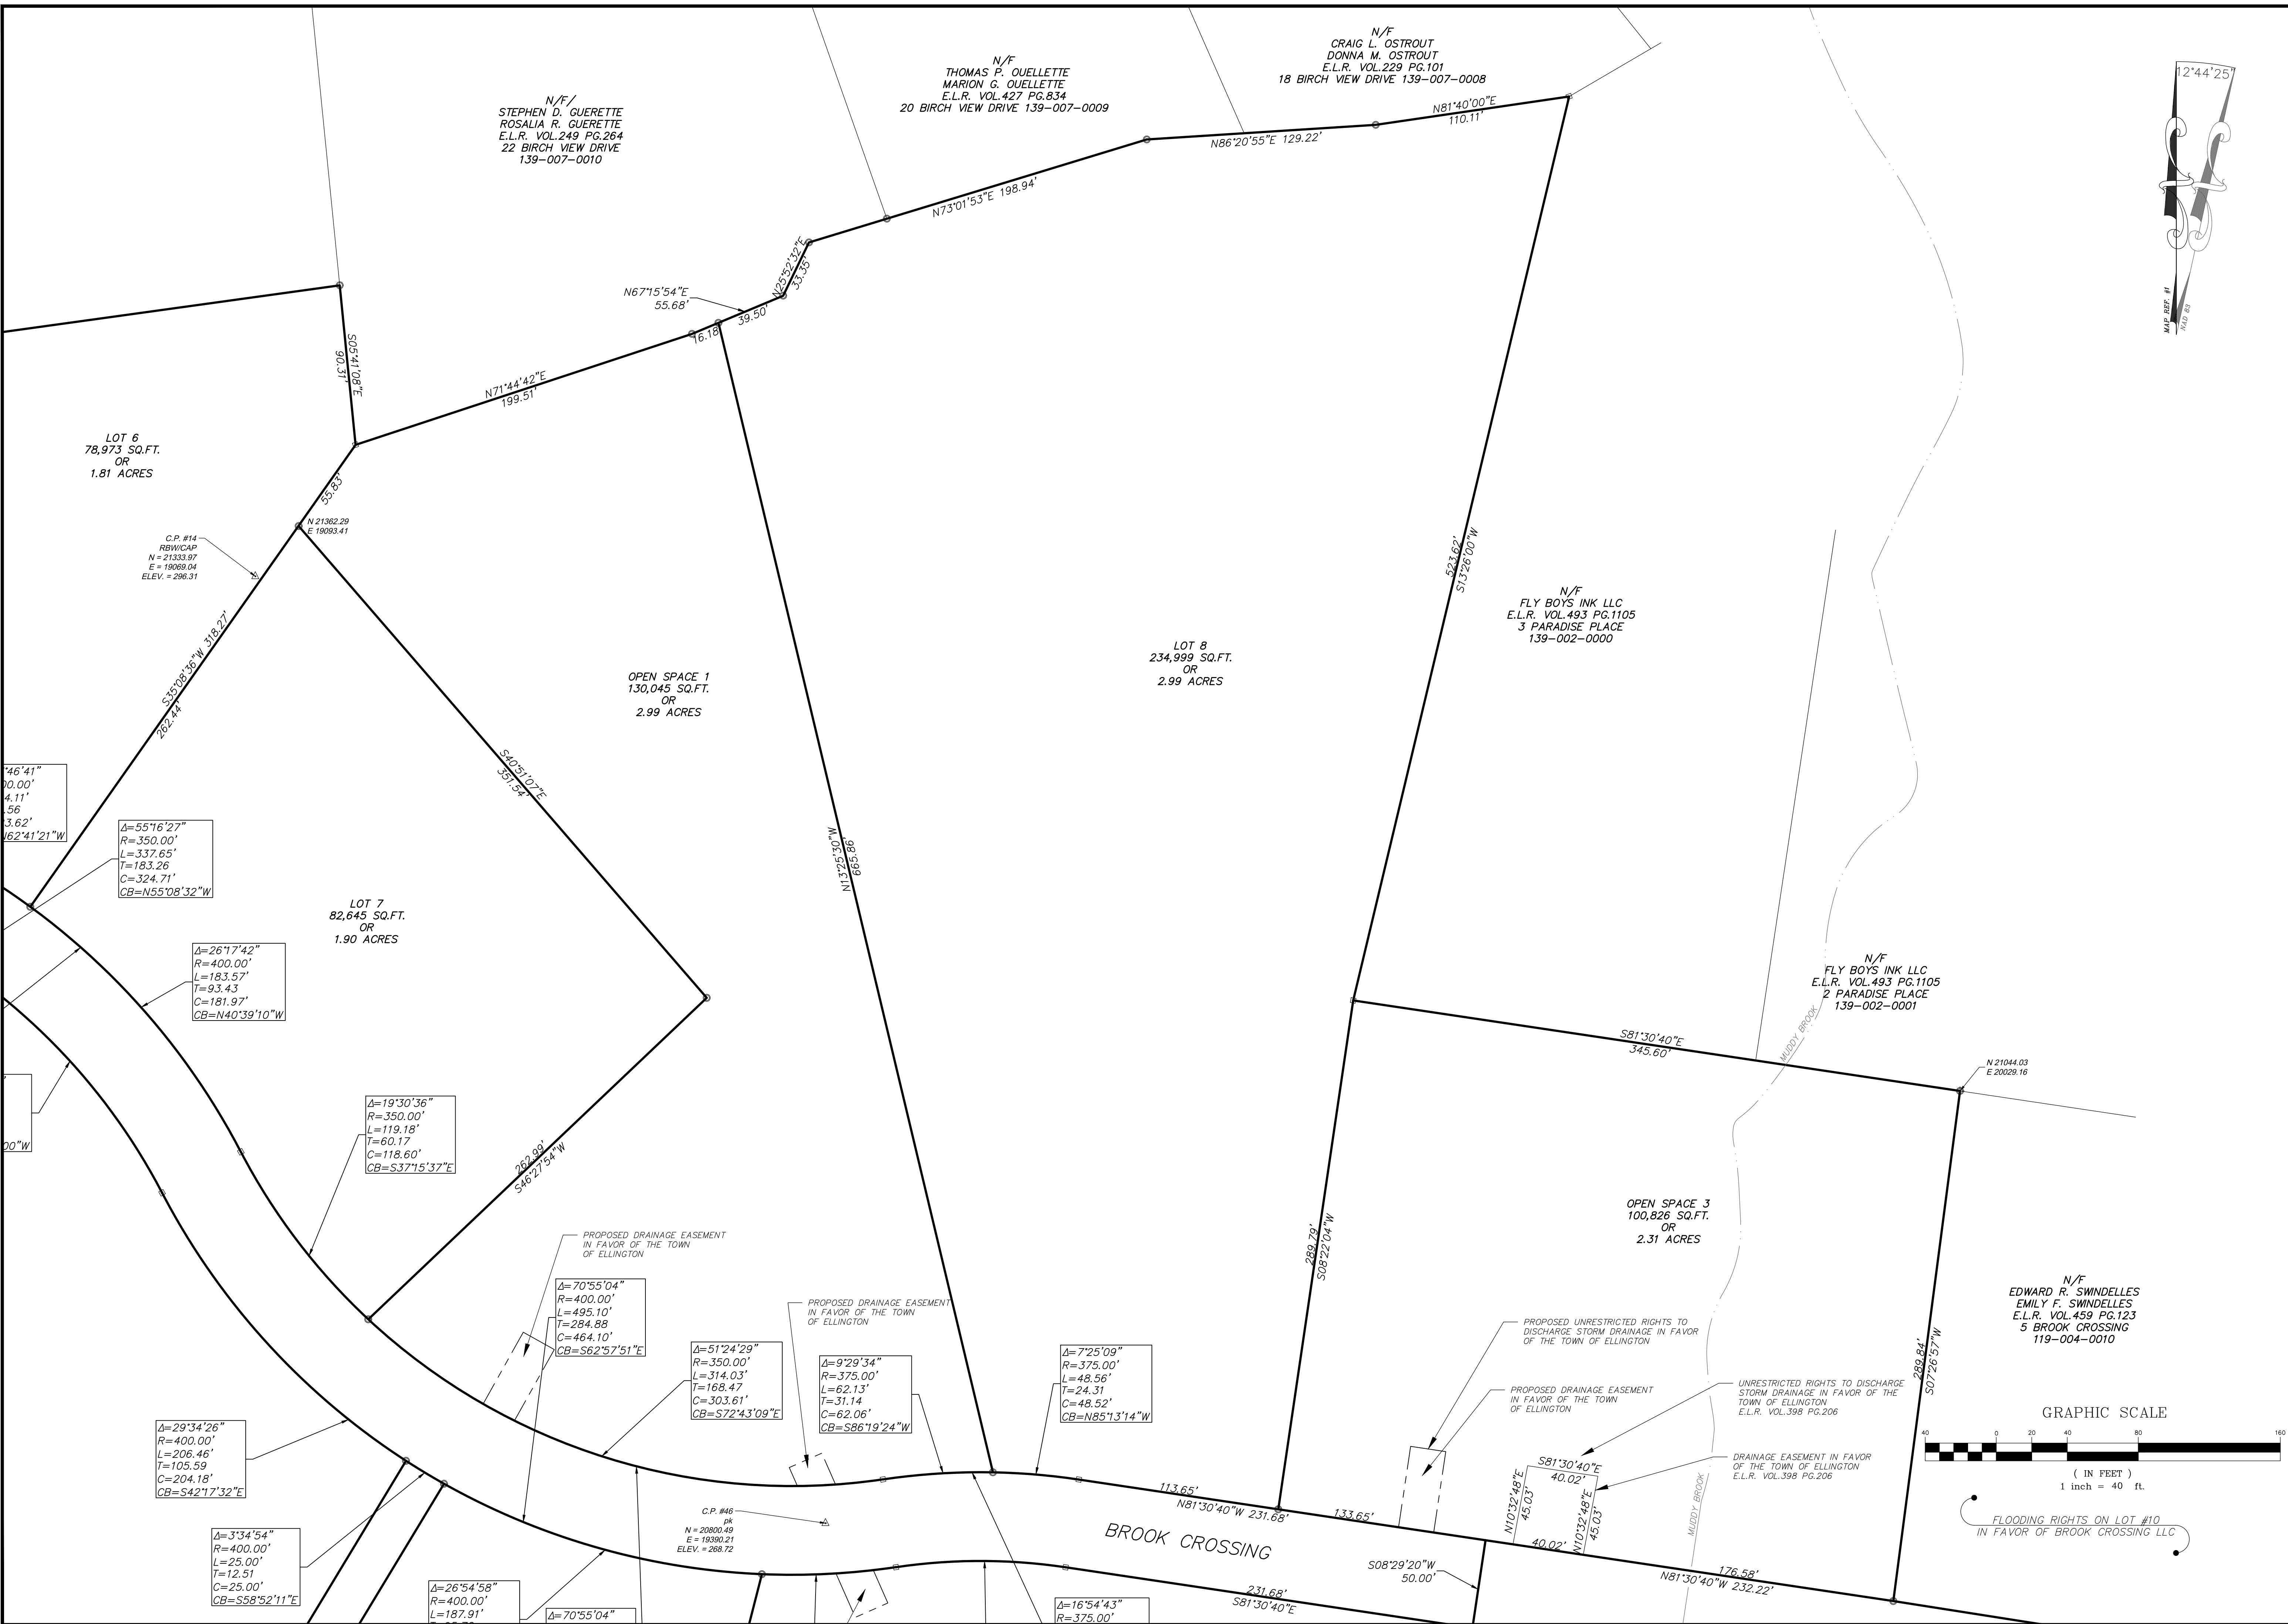 N/F/
STEPHEN D. GUERETTE
ROSALIA R. GUERETTE
E.L.R. VOL.249 PG.264
22 BIRCH VIEW DRIVE
139-007-0010
N/F
THOMAS P. OUELLETTE
MARION G. OUELLETTE
E.L.R. VOL.427 PG.834
20 BIRCH VIEW DRIVE 139-007-0009
N/F
CRAIG L. OSTROUT
DONNA M. OSTROUT
E.L.R. VOL.229 PG.101
18 BIRCH VIEW DRIVE 139-007-0008
12°44'25"
MAP REF. #1
NAD 83
N81°40'00"E
110.11'
N86°20'55"E 129.22'
N73°01'53"E 198.94'
N25°52'32"E
33.35'
N67°15'54"E
55.68'
39.50'
16.18'
S05°41'08"E
90.31'
N71°44'42"E
199.51'
LOT 6
78,973 SQ.FT.
OR
1.81 ACRES
55.83'
N 21362.29
E 19093.41
C.P. #14
RBW/CAP
N = 21333.97
E = 19069.04
ELEV. = 296.31
S35°08'36"W 318.27'
262.44'
523.62'
S13°26'00"W
N/F
FLY BOYS INK LLC
E.L.R. VOL.493 PG.1105
3 PARADISE PLACE
139-002-0000
LOT 8
234,999 SQ.FT.
OR
2.99 ACRES
OPEN SPACE 1
130,045 SQ.FT.
OR
2.99 ACRES
S40°51'07"E
351.54'
N13°25'30"W
665.86'
°46'41"
00.00'
4.11'
.56
3.62'
N62°41'21"W
Δ=55°16'27"
R=350.00'
L=337.65'
T=183.26
C=324.71'
CB=N55°08'32"W
LOT 7
82,645 SQ.FT.
OR
1.90 ACRES
Δ=26°17'42"
R=400.00'
L=183.57'
T=93.43
C=181.97'
CB=N40°39'10"W
N/F
FLY BOYS INK LLC
E.L.R. VOL.493 PG.1105
2 PARADISE PLACE
139-002-0001
MUDDY BROOK
S81°30'40"E
345.60'
N 21044.03
E 20029.16
00"W
Δ=19°30'36"
R=350.00'
L=119.18'
T=60.17
C=118.60'
CB=S37°15'37"E
262.99'
S46°27'54"W
289.79'
S08°22'04"W
OPEN SPACE 3
100,826 SQ.FT.
OR
2.31 ACRES
N/F
EDWARD R. SWINDELLES
EMILY F. SWINDELLES
E.L.R. VOL.459 PG.123
5 BROOK CROSSING
119-004-0010
289.84'
S07°26'57"W
PROPOSED DRAINAGE EASEMENT
IN FAVOR OF THE TOWN
OF ELLINGTON
Δ=70°55'04"
R=400.00'
L=495.10'
T=284.88
C=464.10'
CB=S62°57'51"E
PROPOSED DRAINAGE EASEMENT
IN FAVOR OF THE TOWN
OF ELLINGTON
Δ=51°24'29"
R=350.00'
L=314.03'
T=168.47
C=303.61'
CB=S72°43'09"E
Δ=9°29'34"
R=375.00'
L=62.13'
T=31.14
C=62.06'
CB=S86°19'24"W
Δ=7°25'09"
R=375.00'
L=48.56'
T=24.31
C=48.52'
CB=N85°13'14"W
PROPOSED UNRESTRICTED RIGHTS TO
DISCHARGE STORM DRAINAGE IN FAVOR
OF THE TOWN OF ELLINGTON
PROPOSED DRAINAGE EASEMENT
IN FAVOR OF THE TOWN
OF ELLINGTON
UNRESTRICTED RIGHTS TO DISCHARGE
STORM DRAINAGE IN FAVOR OF THE
TOWN OF ELLINGTON
E.L.R. VOL.398 PG.206
DRAINAGE EASEMENT IN FAVOR
OF THE TOWN OF ELLINGTON
E.L.R. VOL.398 PG.206
GRAPHIC SCALE
40 0 20 40 80 160
( IN FEET )
1 inch = 40 ft.
FLOODING RIGHTS ON LOT #10
IN FAVOR OF BROOK CROSSING LLC
Δ=29°34'26"
R=400.00'
L=206.46'
T=105.59
C=204.18'
CB=S42°17'32"E
113.65'
N81°30'40"W 231.68'
133.65'
S81°30'40"E
40.02'
N10°32'48"E
45.03'
N10°32'48"E
45.03'
40.02'
MUDDY BROOK
176.58'
N81°30'40"W 232.22'
C.P. #46
pk
N = 20800.49
E = 19390.21
ELEV. = 268.72
BROOK CROSSING
S08°29'20"W
50.00'
Δ=3°34'54"
R=400.00'
L=25.00'
T=12.51
C=25.00'
CB=S58°52'11"E
Δ=26°54'58"
R=400.00'
L=187.91'
Δ=70°55'04"
231.68'
S81°30'40"E
Δ=16°54'43"
R=375.00'